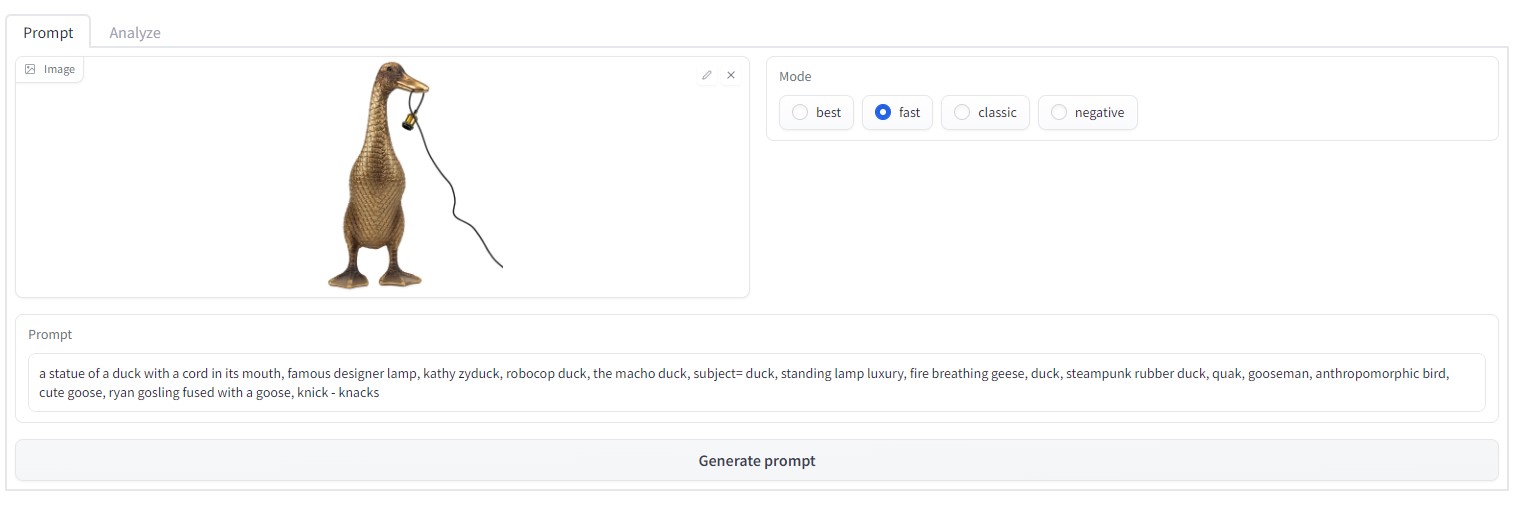 Prompt
Analyze
Image
Mode
best
fast
classic
negative
Prompt
a statue of a duck with a cord in its mouth, famous designer lamp, kathy zyduck, robocop duck, the macho duck, subject= duck, standing lamp luxury, fire breathing geese, duck, steampunk rubber duck, quak, gooseman, anthropomorphic bird,
cute goose, ryan gosling fused with a goose, knick - knacks
Generate prompt